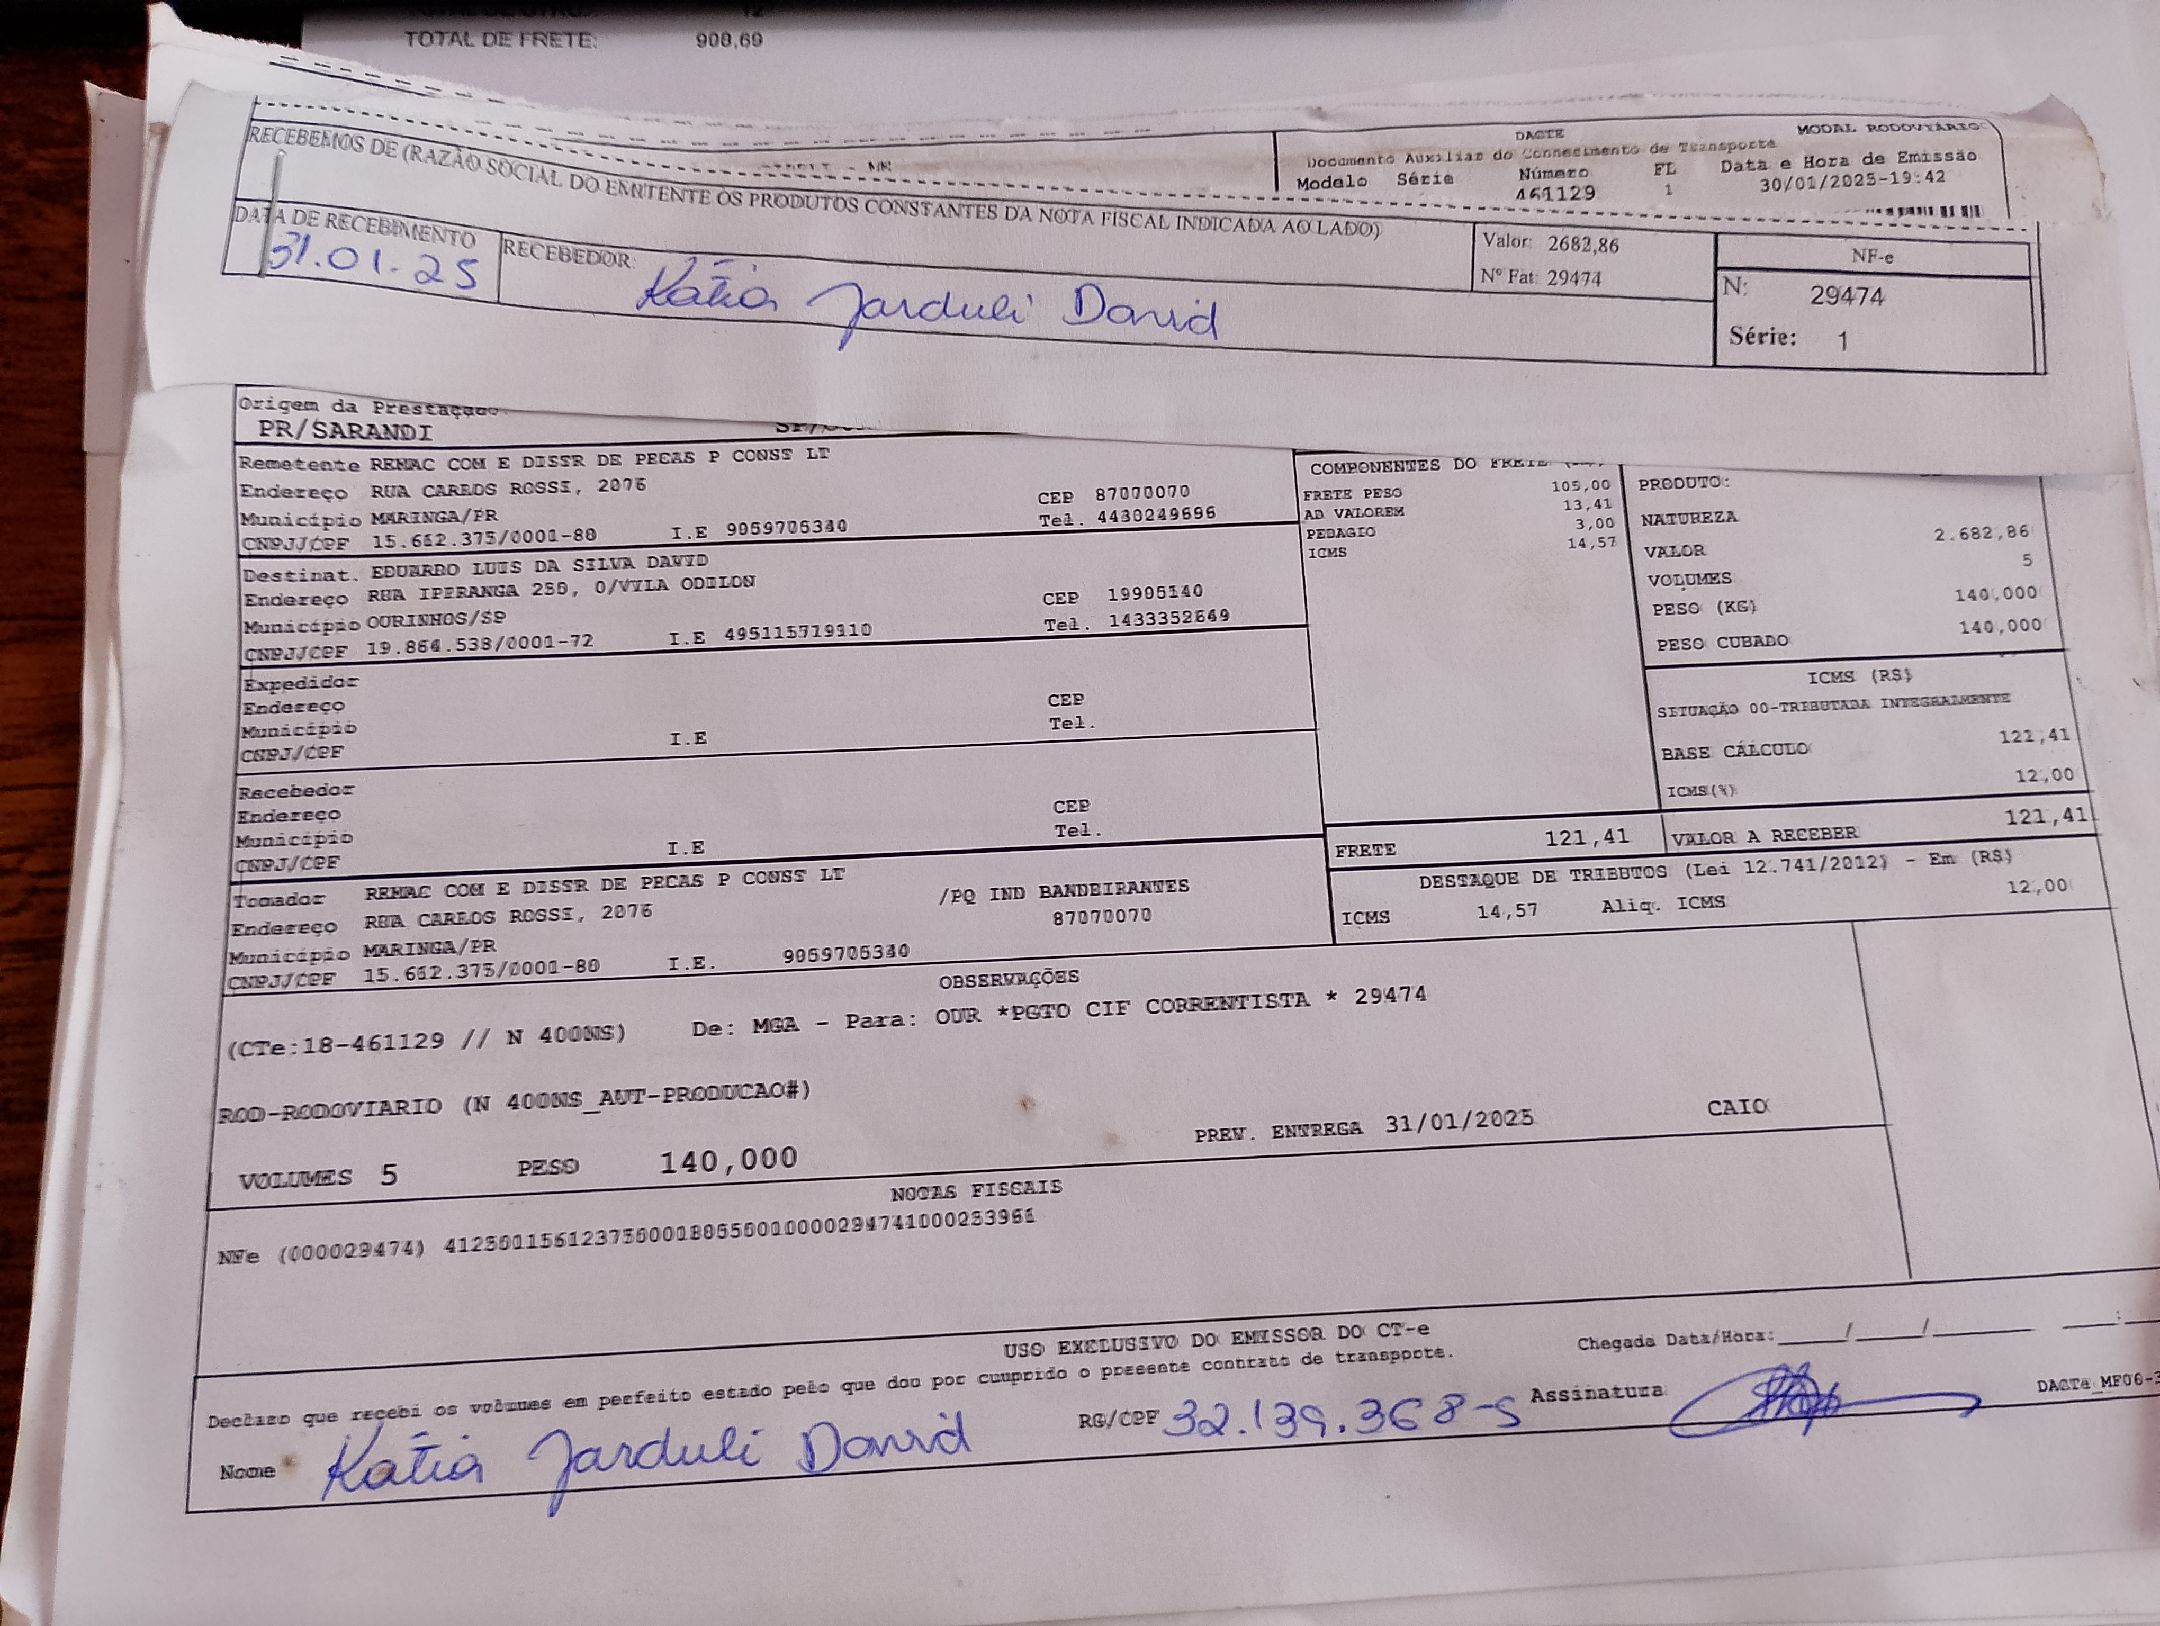 TOTAL DE FRETE: 908,69
DACTE
MODAL RODOVIÁRIO
Documento Auxiliar do Conhecimento de Transporte
Modelo Série Número FL Data e Hora de Emissão
461129 1 30/01/2025-19:42
RECEBEMOS DE (RAZÃO SOCIAL DO EMITENTE OS PRODUTOS CONSTANTES DA NOTA FISCAL INDICADA AO LADO)
DATA DE RECEBIMENTO
31.01.25
RECEBEDOR:
Kátia Jarduli David
Valor: 2682,86
Nº Fat: 29474
NF-e
N: 29474
Série: 1
Origem da Prestação
PR/SARANDI
Remetente REMAC COM E DISTR DE PECAS P CONST LT
Endereço RUA CARLOS ROSSI, 2076
CEP 87070070
Município MARINGA/PR
Tel. 4430249696
CNPJ/CPF 15.612.375/0001-80 I.E 9059705340
Destinat. EDUARDO LUIS DA SILVA DAVID
Endereço RUA IPIRANGA 250, 0/VILA ODILON
CEP 19905140
Município OURINHOS/SP
Tel. 1433352669
CNPJ/CPF 19.864.538/0001-72 I.E 495115719110
Expedidor
Endereço CEP
Município Tel.
CNPJ/CPF I.E
Recebedor
Endereço CEP
Município Tel.
CNPJ/CPF I.E
Tomador REMAC COM E DISTR DE PECAS P CONST LT
Endereço RUA CARLOS ROSSI, 2076 /PQ IND BANDEIRANTES
Município MARINGA/PR 87070070
CNPJ/CPF 15.612.375/0001-80 I.E. 9059705340
COMPONENTES DO FRETE
FRETE PESO 105,00
AD VALOREM 13,41
PEDAGIO 3,00
ICMS 14,57
PRODUTO:
NATUREZA
VALOR 2.682,86
VOLUMES 5
PESO (KG) 140,000
PESO CUBADO 140,000
ICMS (R$)
SITUAÇÃO 00-TRIBUTADA INTEGRALMENTE
BASE CÁLCULO 121,41
ICMS(%) 12,00
FRETE 121,41 VALOR A RECEBER 121,41
DESTAQUE DE TRIBUTOS (Lei 12.741/2012) - Em (R$)
ICMS 14,57 Aliq. ICMS 12,00
OBSERVAÇÕES
(CTe:18-461129 // N 400NS) De: MGA - Para: OUR *PGTO CIF CORRENTISTA * 29474
ROD-RODOVIARIO (N 400NS_AUT-PRODUCAO#)
VOLUMES 5 PESO 140,000 PREV. ENTREGA 31/01/2025 CAIO
NOTAS FISCAIS
NFe (000029474)
USO EXCLUSIVO DO EMISSOR DO CT-e
Declaro que recebi os volumes em perfeito estado pelo que dou por cumprido o presente contrato de transporte.
Chegada Data/Hora:____/____/______ ___:
Nome Kátia Jarduli David RG/CPF 32.139.368-5 Assinatura
DACTe_MF06-3